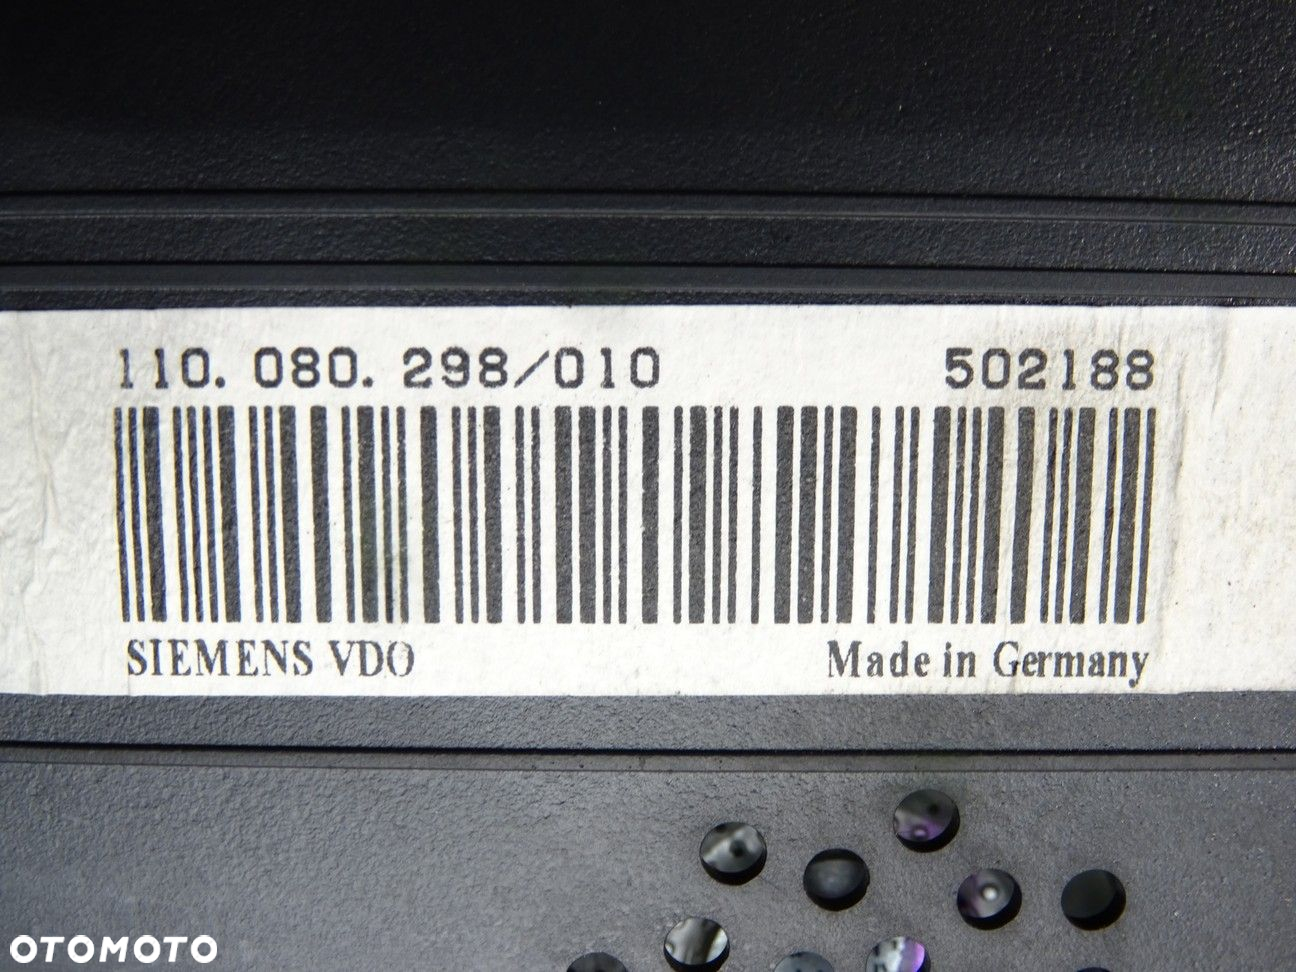 110. 080. 298/010 502188
SIEMENS VDO Made in Germany
OTOMOTO